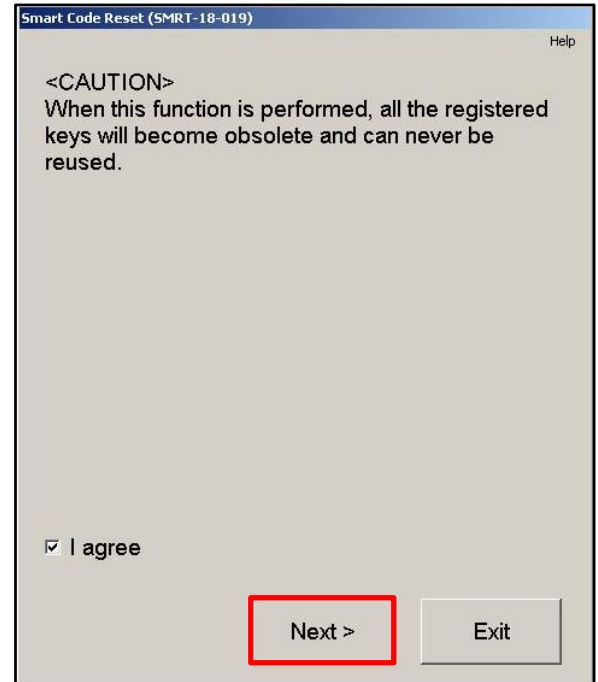 Smart Code Reset (SMRT-18-019)
Help
<CAUTION>
When this function is performed, all the registered
keys will become obsolete and can never be
reused.
I agree
Next >
Exit